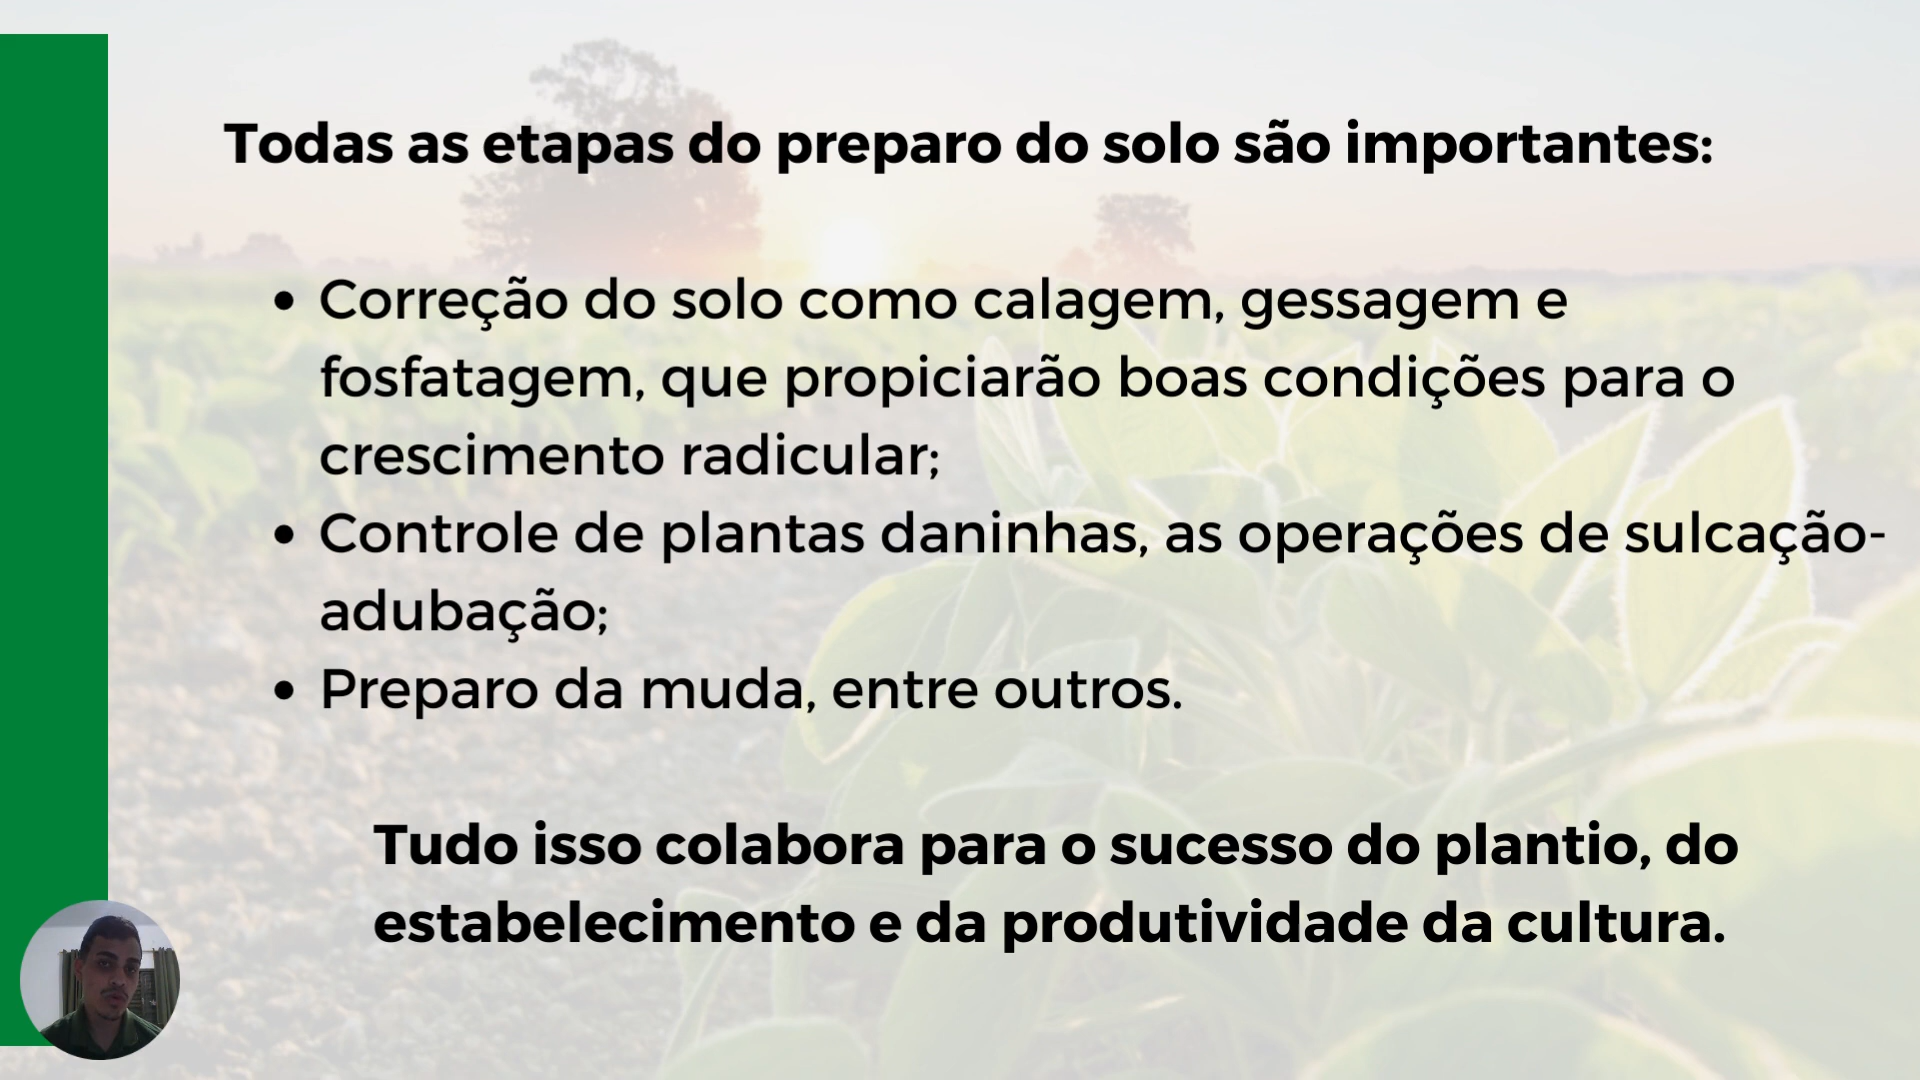 Todas as etapas do preparo do solo são importantes:
• Correção do solo como calagem, gessagem e
fosfatagem, que propiciarão boas condições para o
crescimento radicular;
• Controle de plantas daninhas, as operações de sulcação-
adubação;
• Preparo da muda, entre outros.
Tudo isso colabora para o sucesso do plantio, do
estabelecimento e da produtividade da cultura.